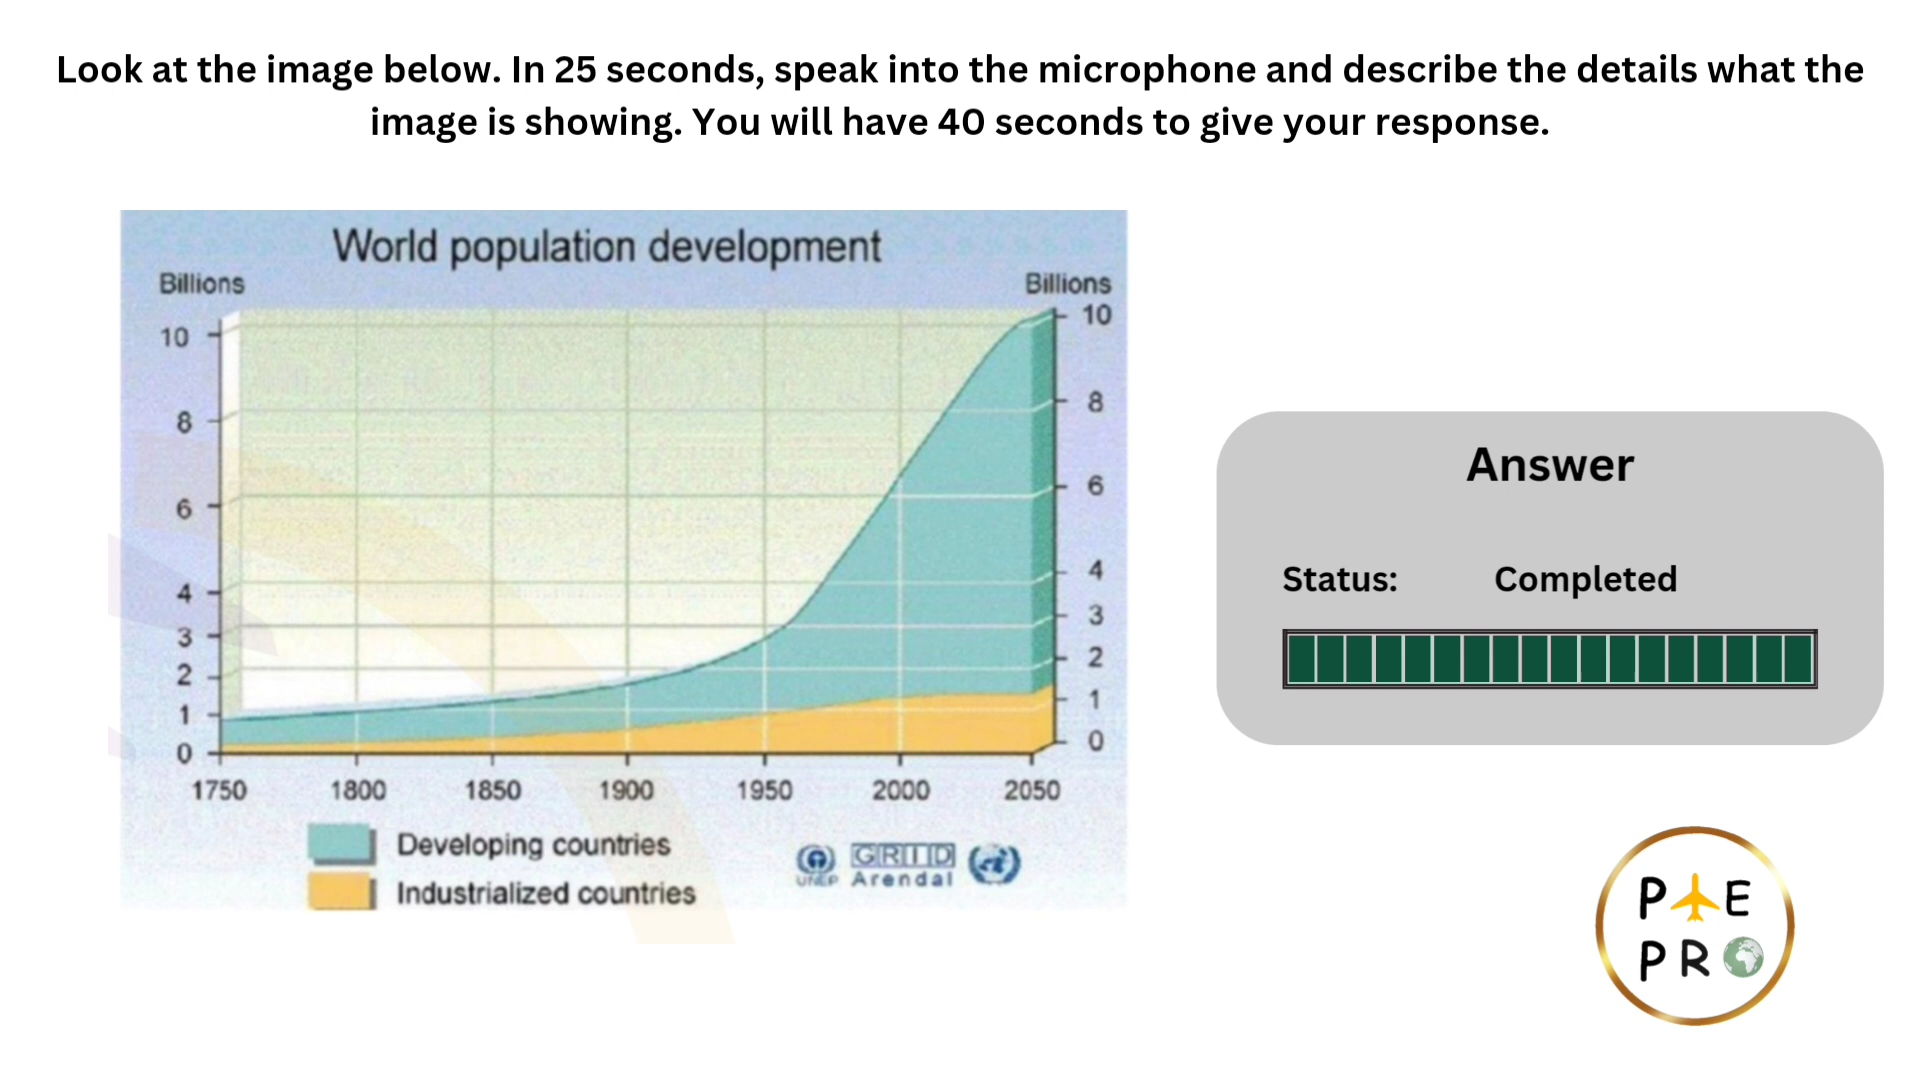 Look at the image below. In 25 seconds, speak into the microphone and describe the details what the
image is showing. You will have 40 seconds to give your response.
World population development
Billions
Billions
10
8
6
4
3
2
1
0
10
8
6
4
3
2
1
0
1750 1800 1850 1900 1950 2000 2050
Developing countries
Industrialized countries
UNEP
GRID
Arendal
Answer
Status: Completed
P E
PR